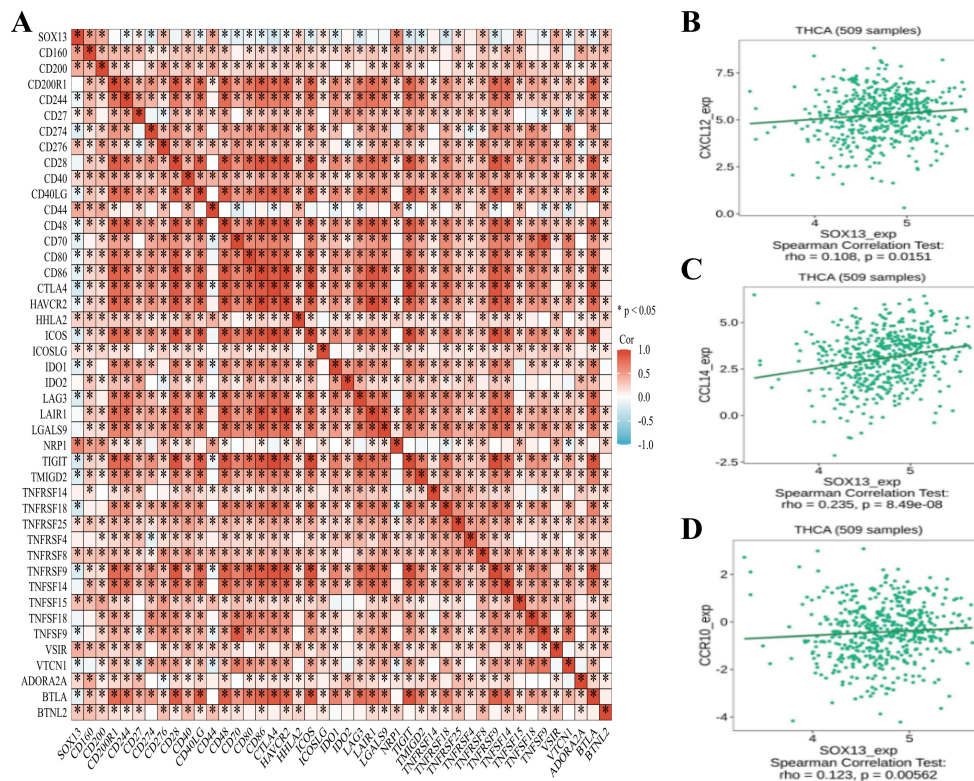 A
SOX13
CD160
CD200
CD200R1
CD244
CD27
CD274
CD276
CD28
CD40
CD40LG
CD44
CD48
CD70
CD80
CD86
CTLA4
HAVCR2
HHLA2
ICOS
ICOSLG
IDO1
IDO2
LAG3
LAIR1
LGALS9
NRP1
TIGIT
TMIGD2
TNFRSF14
TNFRSF18
TNFRSF25
TNFRSF4
TNFRSF8
TNFRSF9
TNFSF14
TNFSF15
TNFSF18
TNFSF9
VSIR
VTCN1
ADORA2A
BTLA
BTNL2
SOX13
CD160
CD200
CD200R1
CD244
CD27
CD274
CD276
CD28
CD40
CD40LG
CD44
CD48
CD70
CD80
CD86
CTLA4
HAVCR2
HHLA2
ICOS
ICOSLG
IDO1
IDO2
LAG3
LAIR1
LGALS9
NRP1
TIGIT
TMIGD2
TNFRSF14
TNFRSF18
TNFRSF25
TNFRSF4
TNFRSF8
TNFRSF9
TNFSF14
TNFSF15
TNFSF18
TNFSF9
VSIR
VTCN1
ADORA2A
BTLA
BTNL2
* p < 0.05
Cor
1.0
0.5
0.0
-0.5
-1.0
B
THCA (509 samples)
CXCL12_exp
7.5
5.0
2.5
0.0
4 5
SOX13_exp
Spearman Correlation Test:
rho = 0.108, p = 0.0151
C
THCA (509 samples)
CCL14_exp
5.0
2.5
0.0
-2.5
4 5
SOX13_exp
Spearman Correlation Test:
rho = 0.235, p = 8.49e-08
D
THCA (509 samples)
CCR10_exp
2
0
-2
-4
4 5
SOX13_exp
Spearman Correlation Test:
rho = 0.123, p = 0.00562